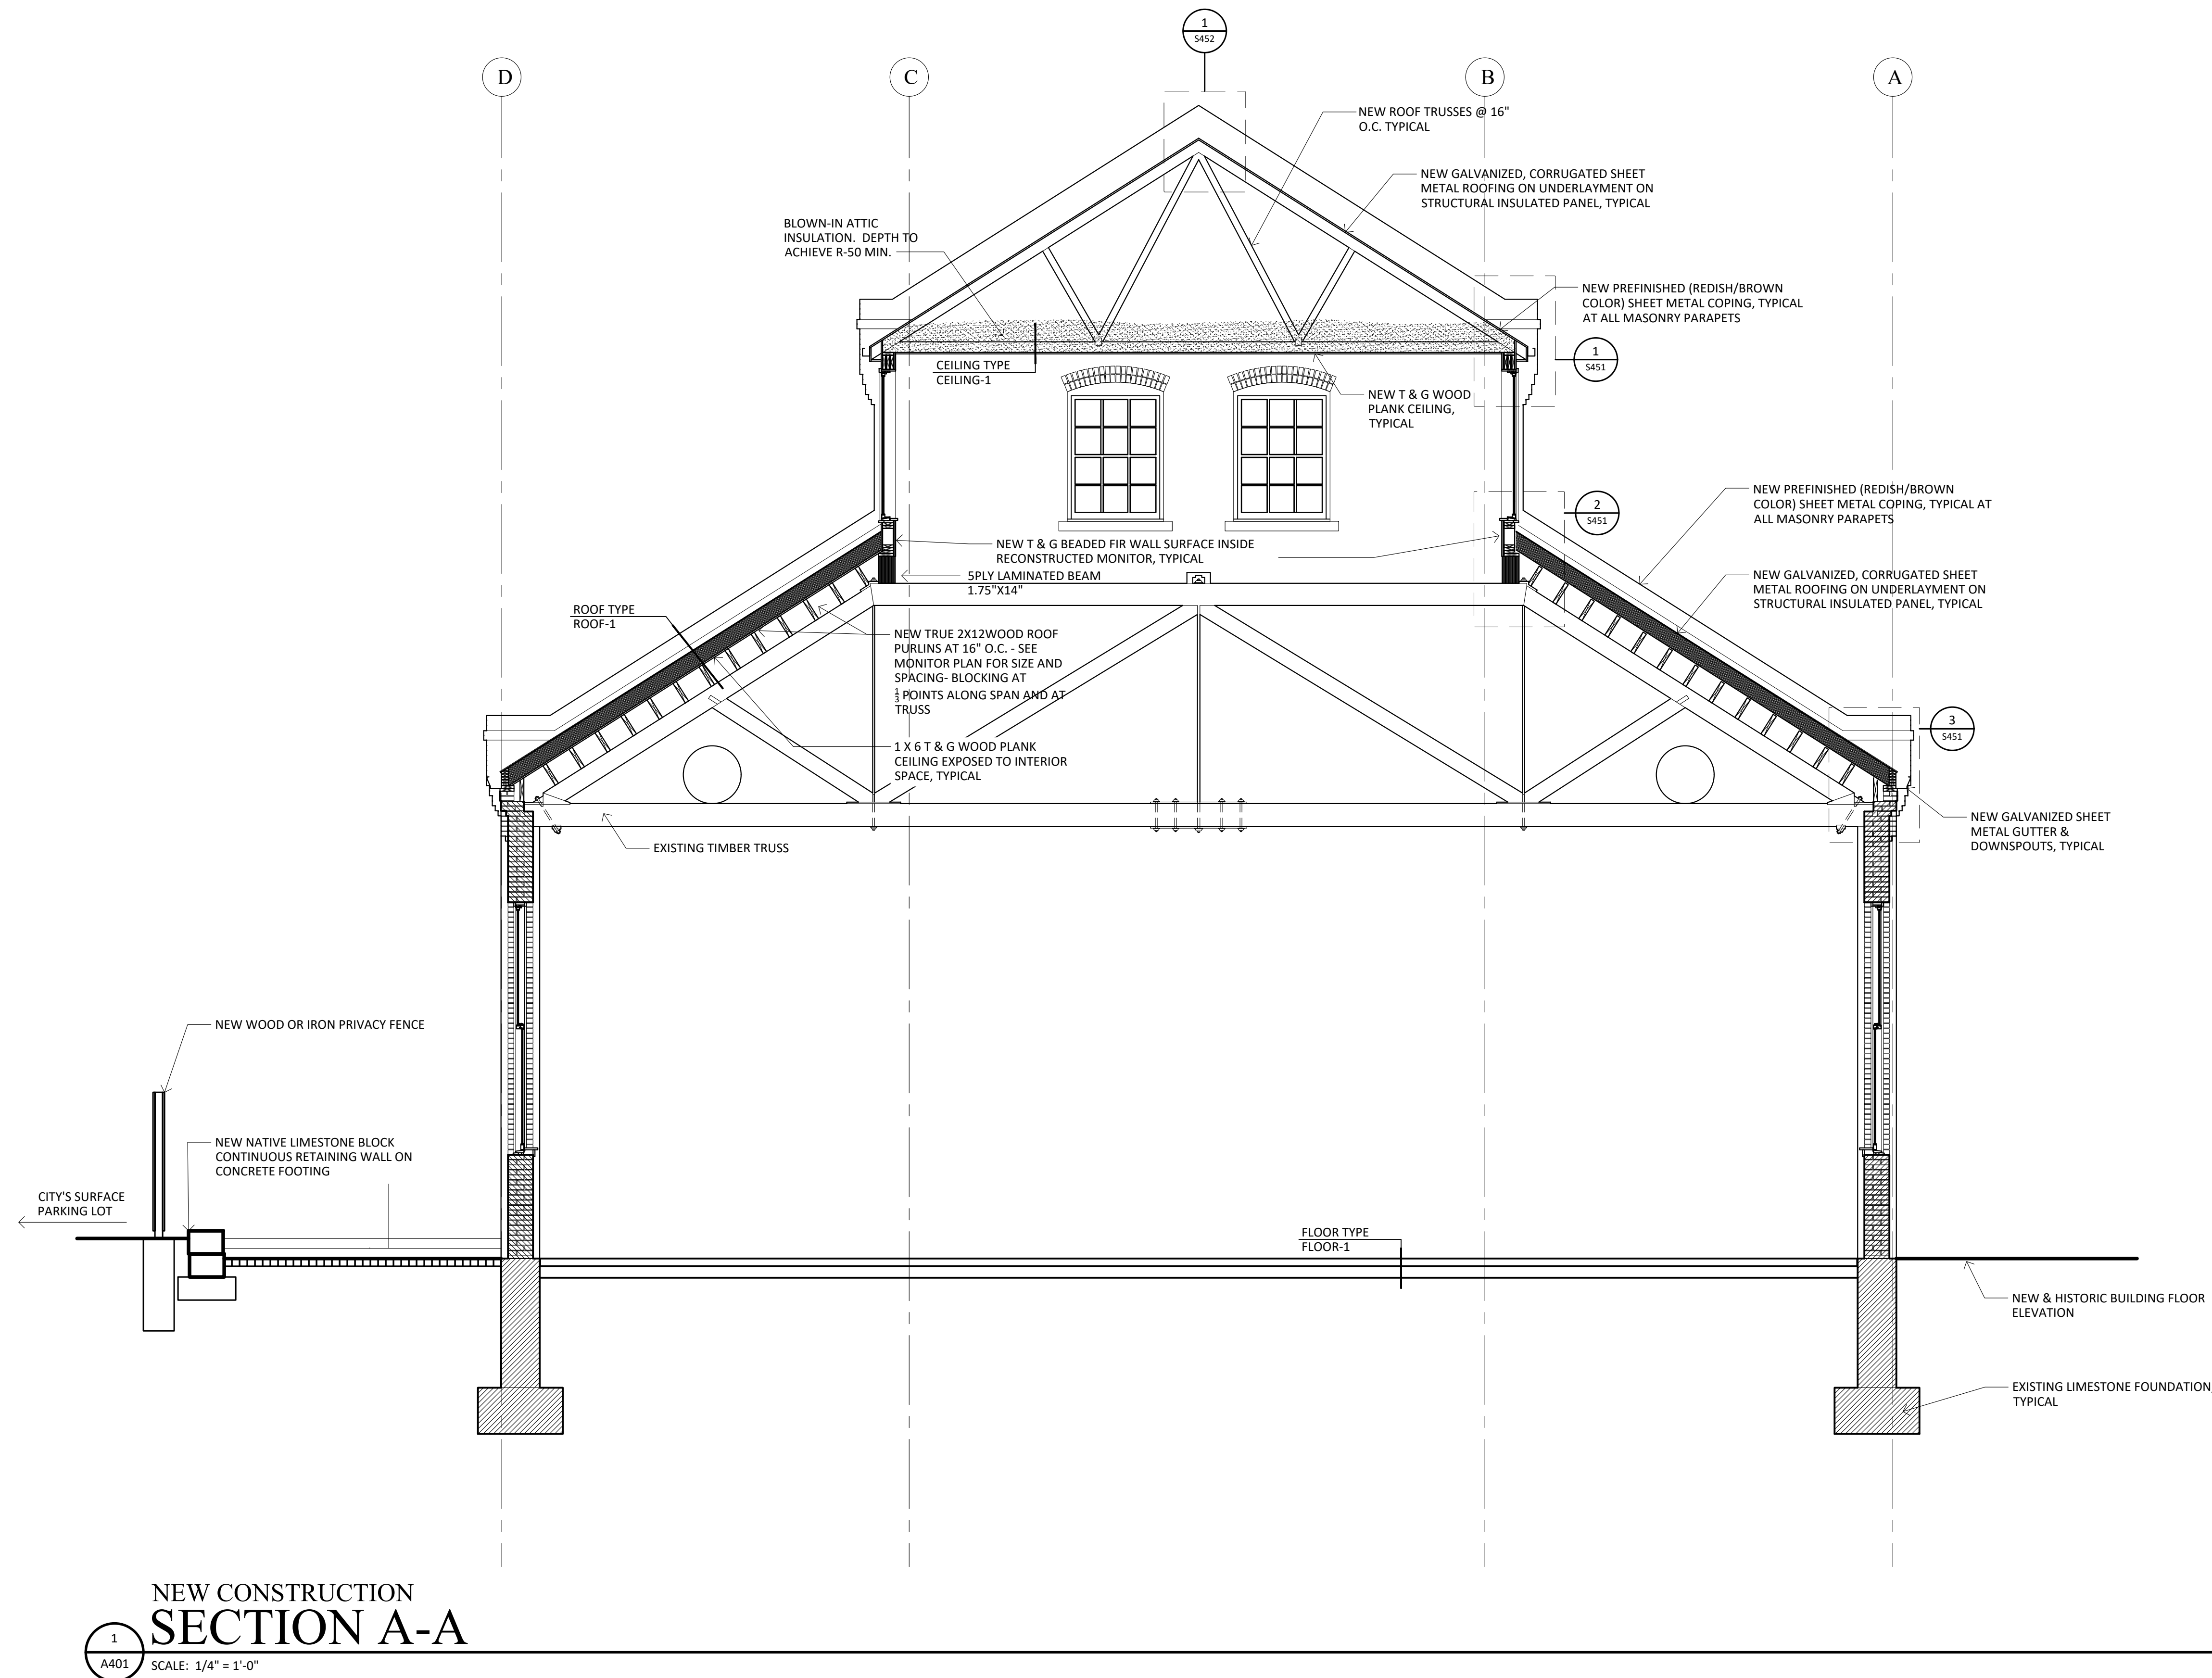 1
S452
D
C
B
A
NEW ROOF TRUSSES @ 16"
O.C. TYPICAL
NEW GALVANIZED, CORRUGATED SHEET
METAL ROOFING ON UNDERLAYMENT ON
STRUCTURAL INSULATED PANEL, TYPICAL
BLOWN-IN ATTIC
INSULATION. DEPTH TO
ACHIEVE R-50 MIN.
NEW PREFINISHED (REDISH/BROWN
COLOR) SHEET METAL COPING, TYPICAL
AT ALL MASONRY PARAPETS
1
S451
CEILING TYPE
CEILING-1
NEW T & G WOOD
PLANK CEILING,
TYPICAL
NEW PREFINISHED (REDISH/BROWN
COLOR) SHEET METAL COPING, TYPICAL AT
ALL MASONRY PARAPETS
2
S451
NEW T & G BEADED FIR WALL SURFACE INSIDE
RECONSTRUCTED MONITOR, TYPICAL
5PLY LAMINATED BEAM
1.75"X14"
NEW GALVANIZED, CORRUGATED SHEET
METAL ROOFING ON UNDERLAYMENT ON
STRUCTURAL INSULATED PANEL, TYPICAL
ROOF TYPE
ROOF-1
NEW TRUE 2X12WOOD ROOF
PURLINS AT 16" O.C. - SEE
MONITOR PLAN FOR SIZE AND
SPACING- BLOCKING AT
1/3 POINTS ALONG SPAN AND AT
TRUSS
3
S451
1 X 6 T & G WOOD PLANK
CEILING EXPOSED TO INTERIOR
SPACE, TYPICAL
NEW GALVANIZED SHEET
METAL GUTTER &
DOWNSPOUTS, TYPICAL
EXISTING TIMBER TRUSS
NEW WOOD OR IRON PRIVACY FENCE
NEW NATIVE LIMESTONE BLOCK
CONTINUOUS RETAINING WALL ON
CONCRETE FOOTING
CITY'S SURFACE
PARKING LOT
FLOOR TYPE
FLOOR-1
NEW & HISTORIC BUILDING FLOOR
ELEVATION
EXISTING LIMESTONE FOUNDATION,
TYPICAL
NEW CONSTRUCTION
SECTION A-A
1
A401
SCALE: 1/4" = 1'-0"